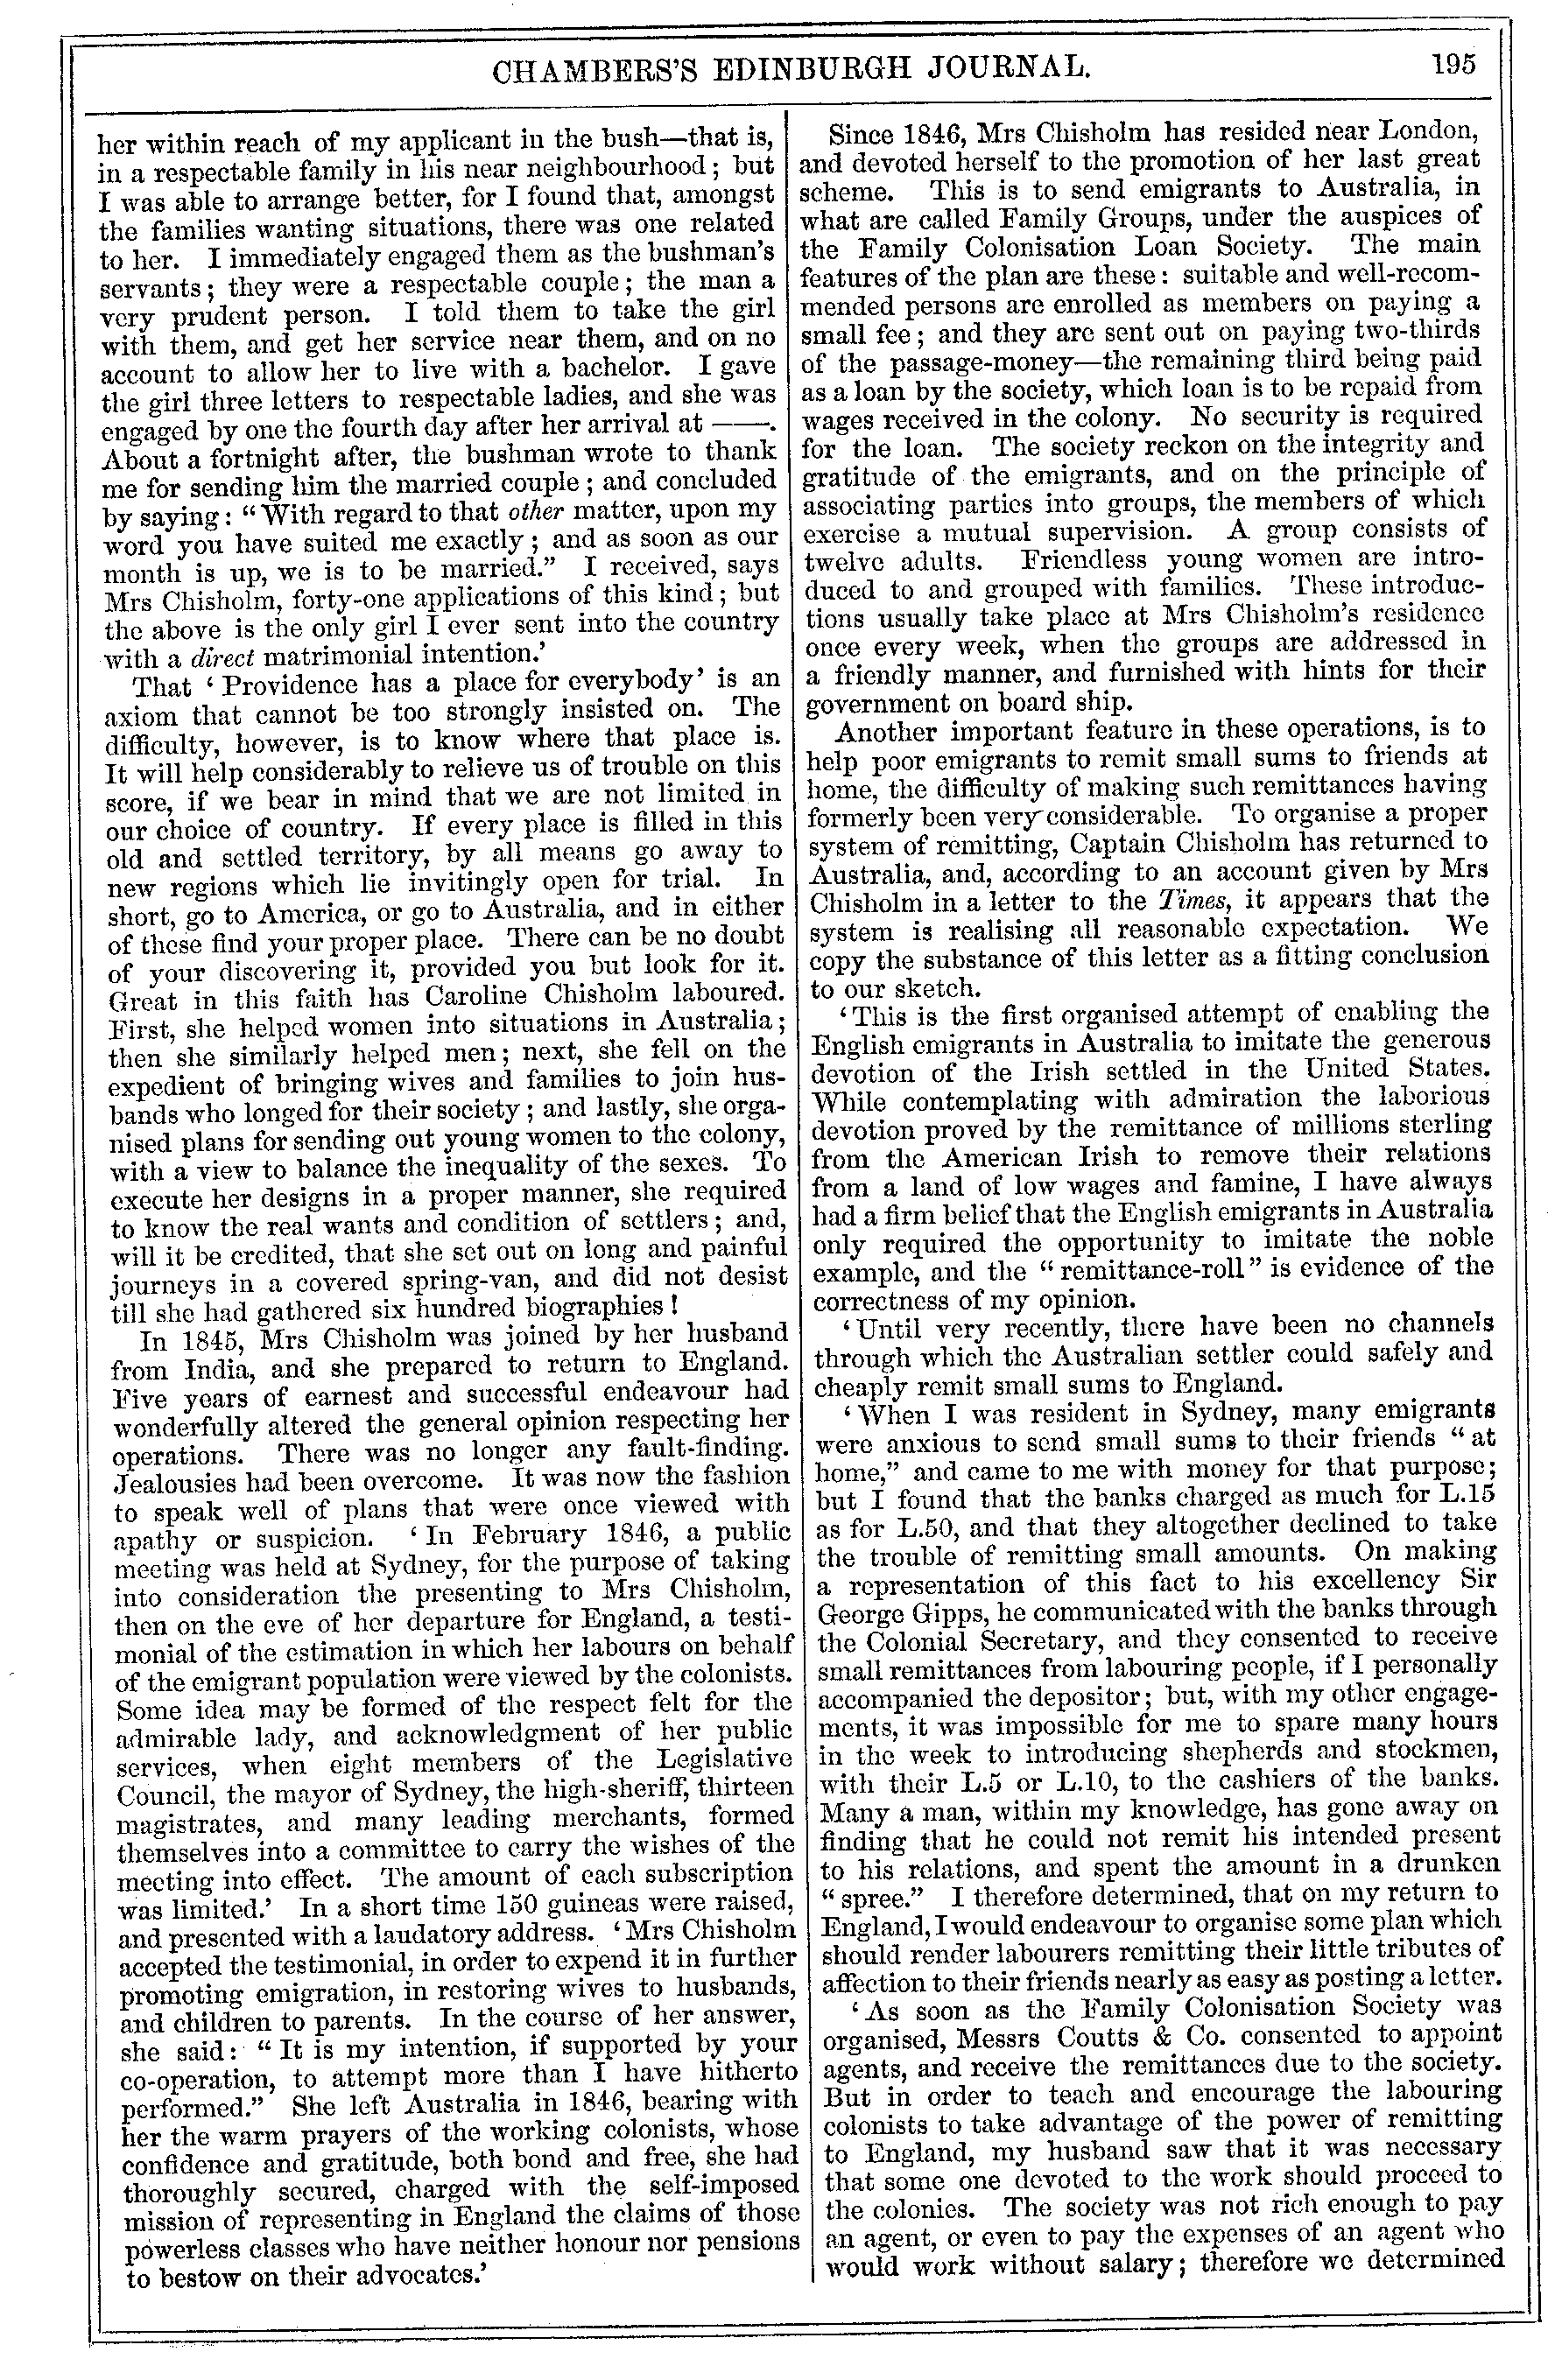 CHAMBERS'S EDINBURGH JOURNAL.
195
her within reach of my applicant in the bush—that is,
in a respectable family in his near neighbourhood; but
I was able to arrange better, for I found that, amongst
the families wanting situations, there was one related
to her. I immediately engaged them as the bushman's
servants; they were a respectable couple; the man a
very prudent person. I told them to take the girl
with them, and get her service near them, and on no
account to allow her to live with a bachelor. I gave
the girl three letters to respectable ladies, and she was
engaged by one the fourth day after her arrival at ——.
About a fortnight after, the bushman wrote to thank
me for sending him the married couple; and concluded
by saying: "With regard to that other matter, upon my
word you have suited me exactly; and as soon as our
month is up, we is to be married." I received, says
Mrs Chisholm, forty-one applications of this kind; but
the above is the only girl I ever sent into the country
with a direct matrimonial intention.'
That 'Providence has a place for everybody' is an
axiom that cannot be too strongly insisted on. The
difficulty, however, is to know where that place is.
It will help considerably to relieve us of trouble on this
score, if we bear in mind that we are not limited in
our choice of country. If every place is filled in this
old and settled territory, by all means go away to
new regions which lie invitingly open for trial. In
short, go to America, or go to Australia, and in either
of these find your proper place. There can be no doubt
of your discovering it, provided you but look for it.
Great in this faith has Caroline Chisholm laboured.
First, she helped women into situations in Australia;
then she similarly helped men; next, she fell on the
expedient of bringing wives and families to join hus-
bands who longed for their society; and lastly, she orga-
nised plans for sending out young women to the colony,
with a view to balance the inequality of the sexes. To
execute her designs in a proper manner, she required
to know the real wants and condition of settlers; and,
will it be credited, that she set out on long and painful
journeys in a covered spring-van, and did not desist
till she had gathered six hundred biographies!
In 1845, Mrs Chisholm was joined by her husband
from India, and she prepared to return to England.
Five years of earnest and successful endeavour had
wonderfully altered the general opinion respecting her
operations. There was no longer any fault-finding.
Jealousies had been overcome. It was now the fashion
to speak well of plans that were once viewed with
apathy or suspicion. 'In February 1846, a public
meeting was held at Sydney, for the purpose of taking
into consideration the presenting to Mrs Chisholm,
then on the eve of her departure for England, a testi-
monial of the estimation in which her labours on behalf
of the emigrant population were viewed by the colonists.
Some idea may be formed of the respect felt for the
admirable lady, and acknowledgment of her public
services, when eight members of the Legislative
Council, the mayor of Sydney, the high-sheriff, thirteen
magistrates, and many leading merchants, formed
themselves into a committee to carry the wishes of the
meeting into effect. The amount of each subscription
was limited.' In a short time 150 guineas were raised,
and presented with a laudatory address. 'Mrs Chisholm
accepted the testimonial, in order to expend it in further
promoting emigration, in restoring wives to husbands,
and children to parents. In the course of her answer,
she said: "It is my intention, if supported by your
co-operation, to attempt more than I have hitherto
performed." She left Australia in 1846, bearing with
her the warm prayers of the working colonists, whose
confidence and gratitude, both bond and free, she had
thoroughly secured, charged with the self-imposed
mission of representing in England the claims of those
powerless classes who have neither honour nor pensions
to bestow on their advocates.'
Since 1846, Mrs Chisholm has resided near London,
and devoted herself to the promotion of her last great
scheme. This is to send emigrants to Australia, in
what are called Family Groups, under the auspices of
the Family Colonisation Loan Society. The main
features of the plan are these: suitable and well-recom-
mended persons are enrolled as members on paying a
small fee; and they are sent out on paying two-thirds
of the passage-money—the remaining third being paid
as a loan by the society, which loan is to be repaid from
wages received in the colony. No security is required
for the loan. The society reckon on the integrity and
gratitude of the emigrants, and on the principle of
associating parties into groups, the members of which
exercise a mutual supervision. A group consists of
twelve adults. Friendless young women are intro-
duced to and grouped with families. These introduc-
tions usually take place at Mrs Chisholm's residence
once every week, when the groups are addressed in
a friendly manner, and furnished with hints for their
government on board ship.
Another important feature in these operations, is to
help poor emigrants to remit small sums to friends at
home, the difficulty of making such remittances having
formerly been very considerable. To organise a proper
system of remitting, Captain Chisholm has returned to
Australia, and, according to an account given by Mrs
Chisholm in a letter to the Times, it appears that the
system is realising all reasonable expectation. We
copy the substance of this letter as a fitting conclusion
to our sketch.
'This is the first organised attempt of enabling the
English emigrants in Australia to imitate the generous
devotion of the Irish settled in the United States.
While contemplating with admiration the laborious
devotion proved by the remittance of millions sterling
from the American Irish to remove their relations
from a land of low wages and famine, I have always
had a firm belief that the English emigrants in Australia
only required the opportunity to imitate the noble
example, and the "remittance-roll" is evidence of the
correctness of my opinion.
'Until very recently, there have been no channels
through which the Australian settler could safely and
cheaply remit small sums to England.
'When I was resident in Sydney, many emigrants
were anxious to send small sums to their friends "at
home," and came to me with money for that purpose;
but I found that the banks charged as much for L.15
as for L.50, and that they altogether declined to take
the trouble of remitting small amounts. On making
a representation of this fact to his excellency Sir
George Gipps, he communicated with the banks through
the Colonial Secretary, and they consented to receive
small remittances from labouring people, if I personally
accompanied the depositor; but, with my other engage-
ments, it was impossible for me to spare many hours
in the week to introducing shepherds and stockmen,
with their L.5 or L.10, to the cashiers of the banks.
Many a man, within my knowledge, has gone away on
finding that he could not remit his intended present
to his relations, and spent the amount in a drunken
"spree." I therefore determined, that on my return to
England, I would endeavour to organise some plan which
should render labourers remitting their little tributes of
affection to their friends nearly as easy as posting a letter.
'As soon as the Family Colonisation Society was
organised, Messrs Coutts & Co. consented to appoint
agents, and receive the remittances due to the society.
But in order to teach and encourage the labouring
colonists to take advantage of the power of remitting
to England, my husband saw that it was necessary
that some one devoted to the work should proceed to
the colonies. The society was not rich enough to pay
an agent, or even to pay the expenses of an agent who
would work without salary; therefore we determined